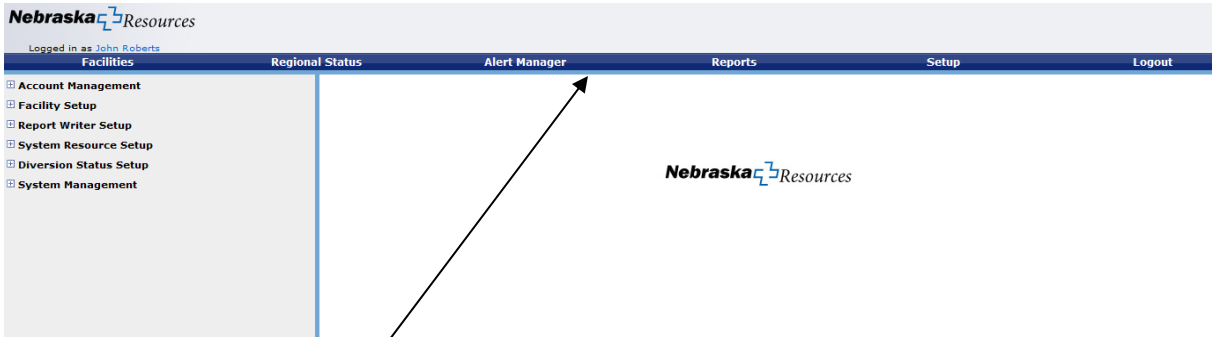 Nebraska Resources
Logged in as John Roberts
Facilities Regional Status Alert Manager Reports Setup Logout
Account Management
Facility Setup
Report Writer Setup
System Resource Setup
Diversion Status Setup
System Management
Nebraska Resources